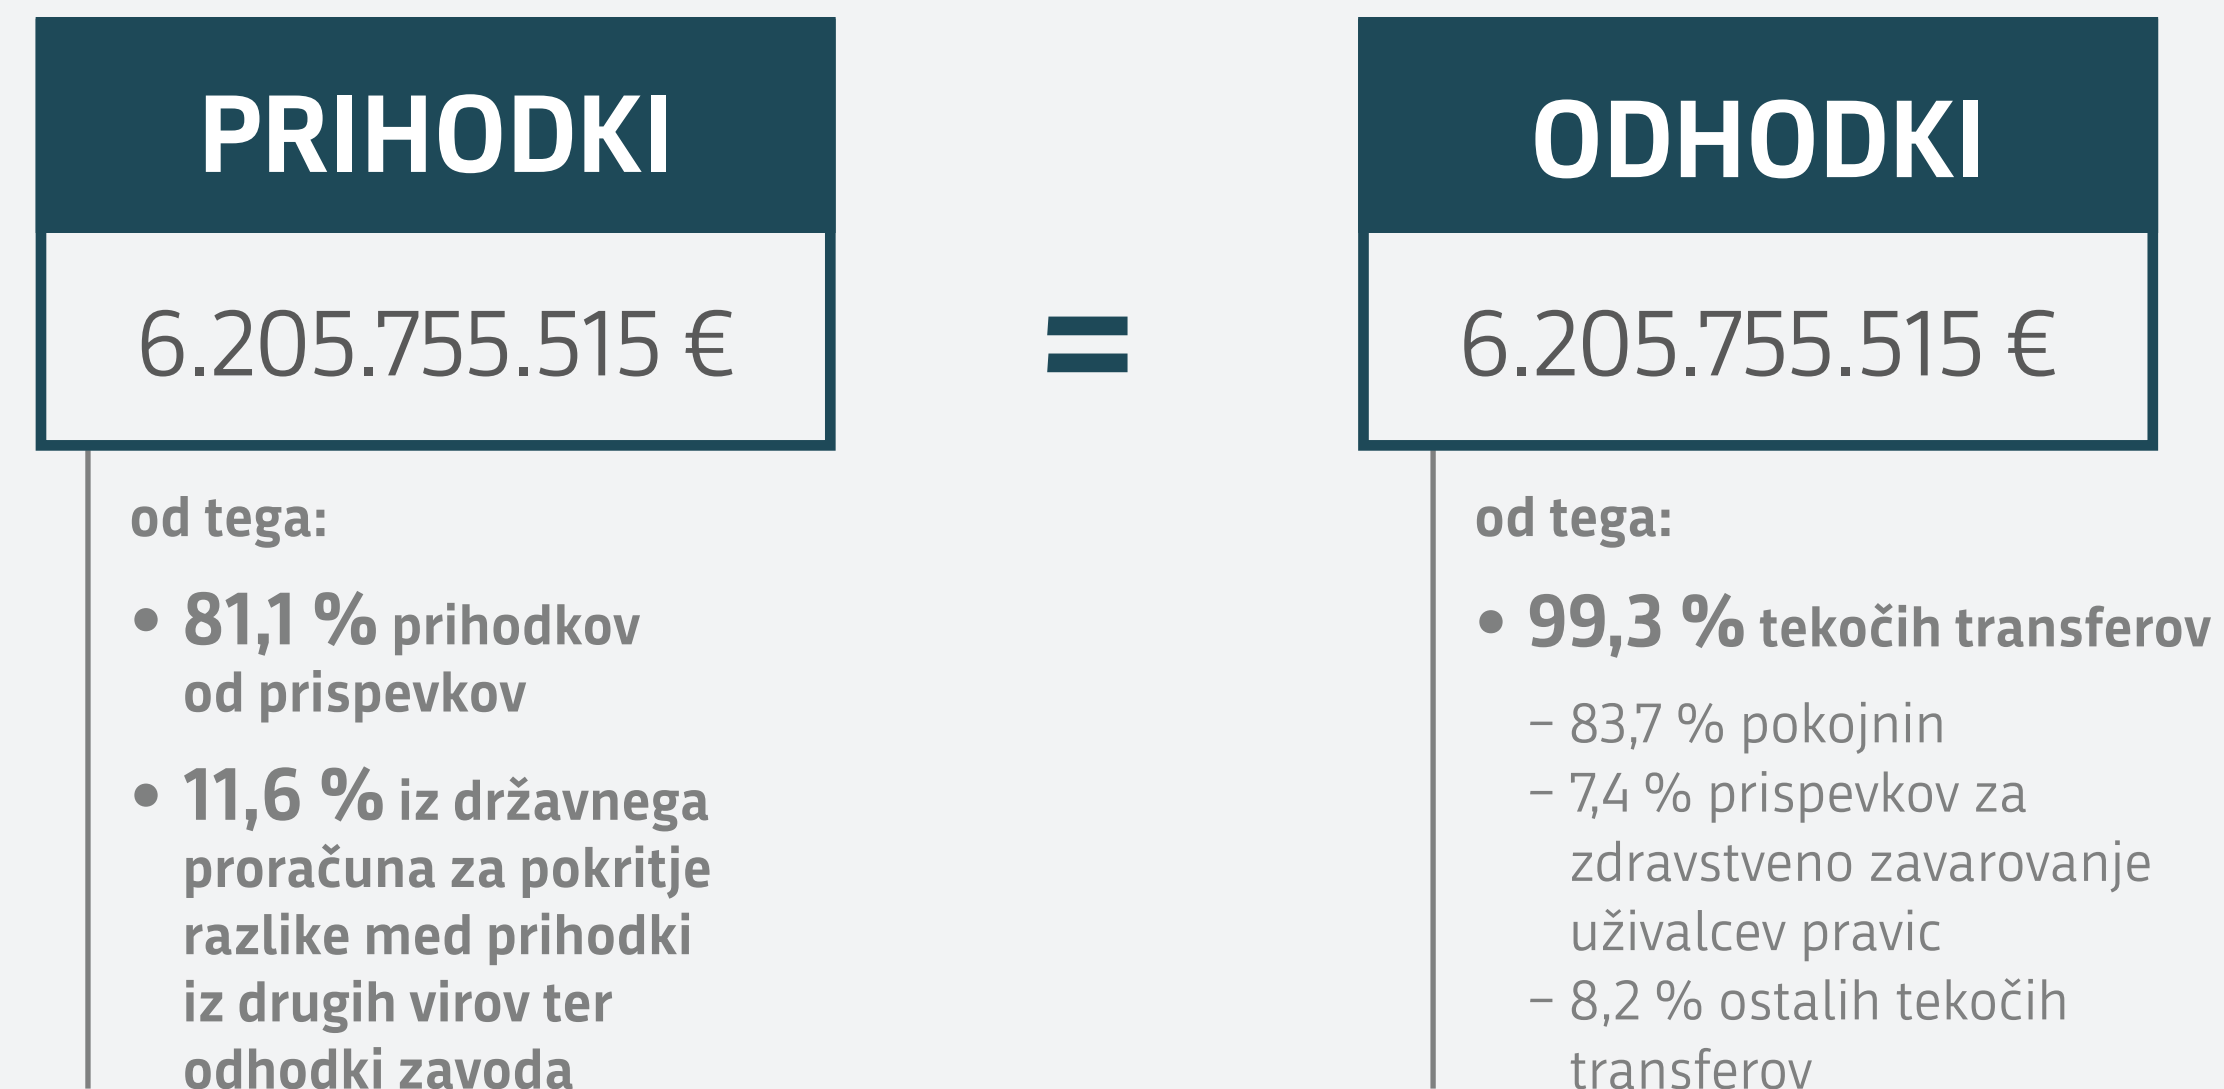 PRIHODKI
6.205.755.515 €
od tega:
• 81,1 % prihodkov
od prispevkov
• 11,6 % iz državnega
proračuna za pokritje
razlike med prihodki
iz drugih virov ter
odhodki zavoda
=
ODHODKI
6.205.755.515 €
od tega:
• 99,3 % tekočih transferov
– 83,7 % pokojnin
– 7,4 % prispevkov za
zdravstveno zavarovanje
uživalcev pravic
– 8,2 % ostalih tekočih
transferov